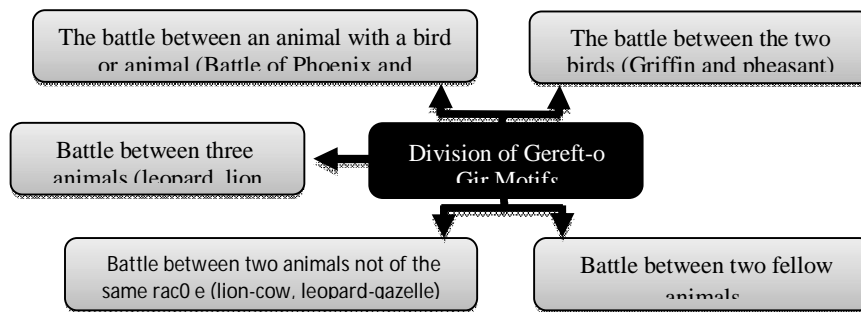 The battle between an animal with a bird
or animal (Battle of Phoenix and
The battle between the two
birds (Griffin and pheasant)
Battle between three
animals (leopard, lion
Division of Gereft-o
Gir Motifs
Battle between two animals not of the
same rac0 e (lion-cow, leopard-gazelle)
Battle between two fellow
animals